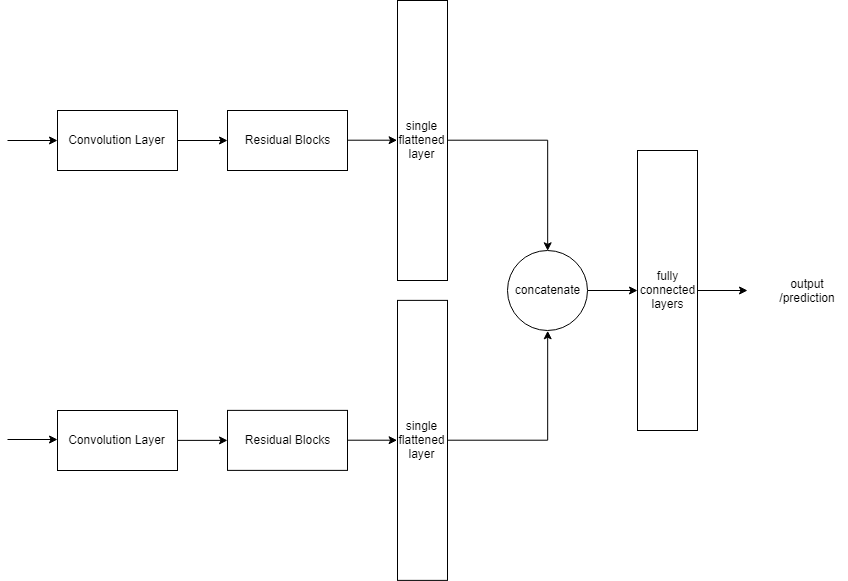 Convolution Layer
Residual Blocks
single
flattened
layer
concatenate
fully
connected
layers
output
/prediction
Convolution Layer
Residual Blocks
single
flattened
layer